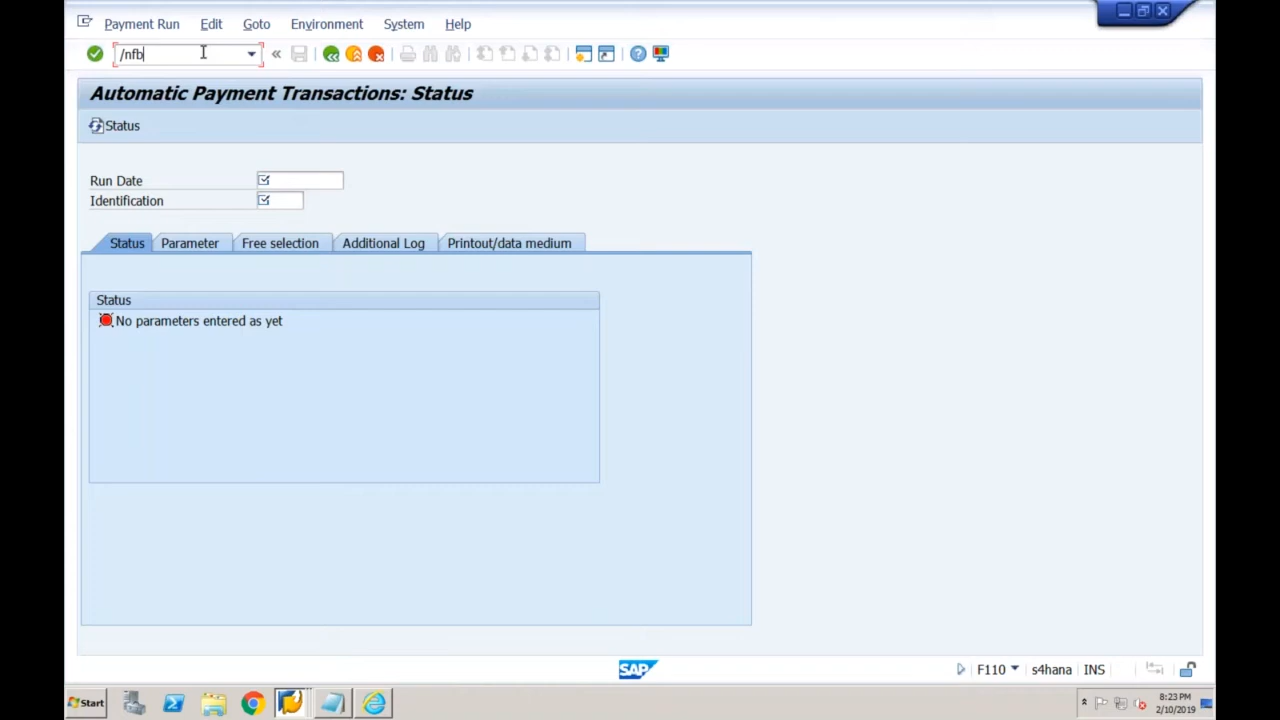 Payment Run Edit Goto Environment System Help
/nfb
Automatic Payment Transactions: Status
Status
Run Date
Identification
Status Parameter Free selection Additional Log Printout/data medium
Status
No parameters entered as yet
SAP F110 s4hana INS
Start 8:23 PM
2/10/2019